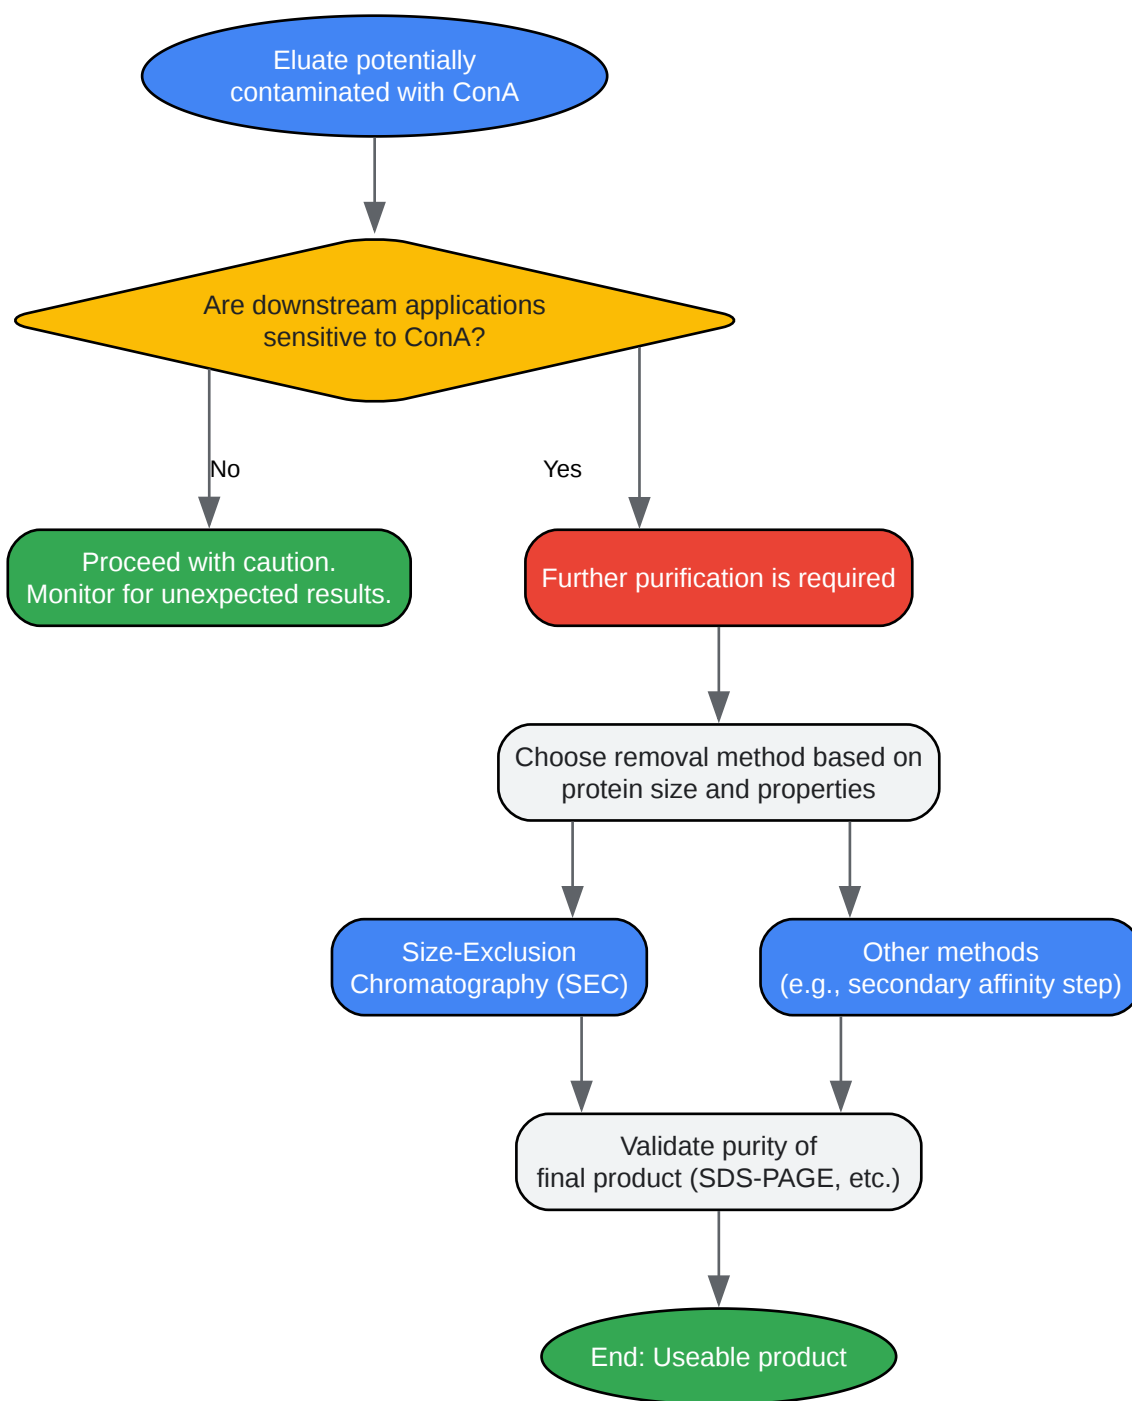 Eluate potentially
contaminated with ConA
Are downstream applications
sensitive to ConA?
No
Yes
Proceed with caution.
Monitor for unexpected results.
Further purification is required
Choose removal method based on
protein size and properties
Size-Exclusion
Chromatography (SEC)
Other methods
(e.g., secondary affinity step)
Validate purity of
final product (SDS-PAGE, etc.)
End: Useable product